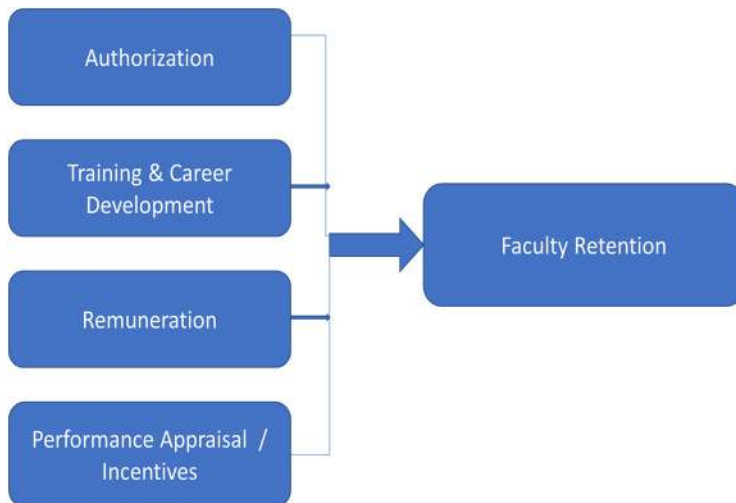 Authorization
Training & Career
Development
Remuneration
Performance Appraisal /
Incentives
Faculty Retention